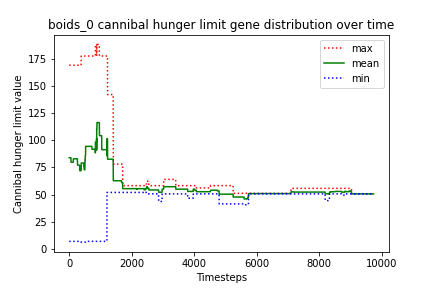 boids_0 cannibal hunger limit gene distribution over time
max
mean
min
Cannibal hunger limit value
175
150
125
100
75
50
25
0
0
2000
4000
6000
8000
10000
Timesteps